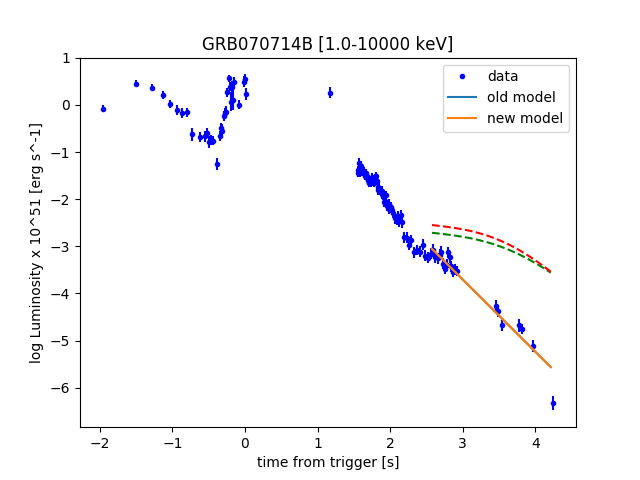 GRB070714B [1.0-10000 keV]
data
old model
new model
log Luminosity x 10^51 [erg s^-1]
1
0
−1
−2
−3
−4
−5
−6
−2
−1
0
1
2
3
4
time from trigger [s]